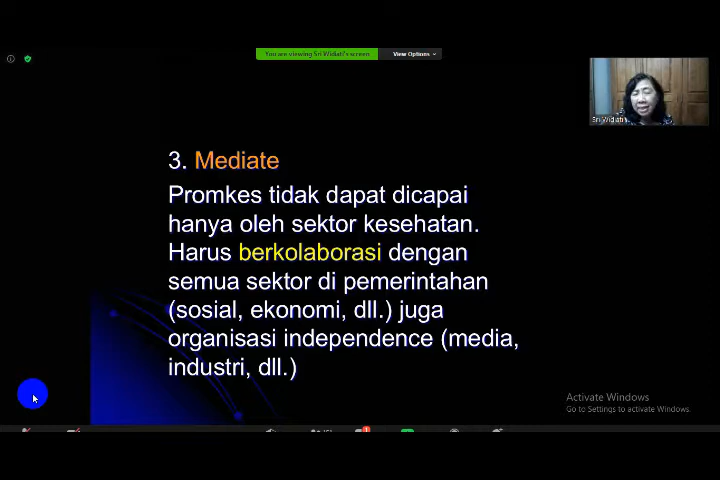 You are viewing Sri Widiati's screen
View Options
Sri Widiati
3. Mediate
Promkes tidak dapat dicapai
hanya oleh sektor kesehatan.
Harus berkolaborasi dengan
semua sektor di pemerintahan
(sosial, ekonomi, dll.) juga
organisasi independence (media,
industri, dll.)
Activate Windows
Go to Settings to activate Windows.